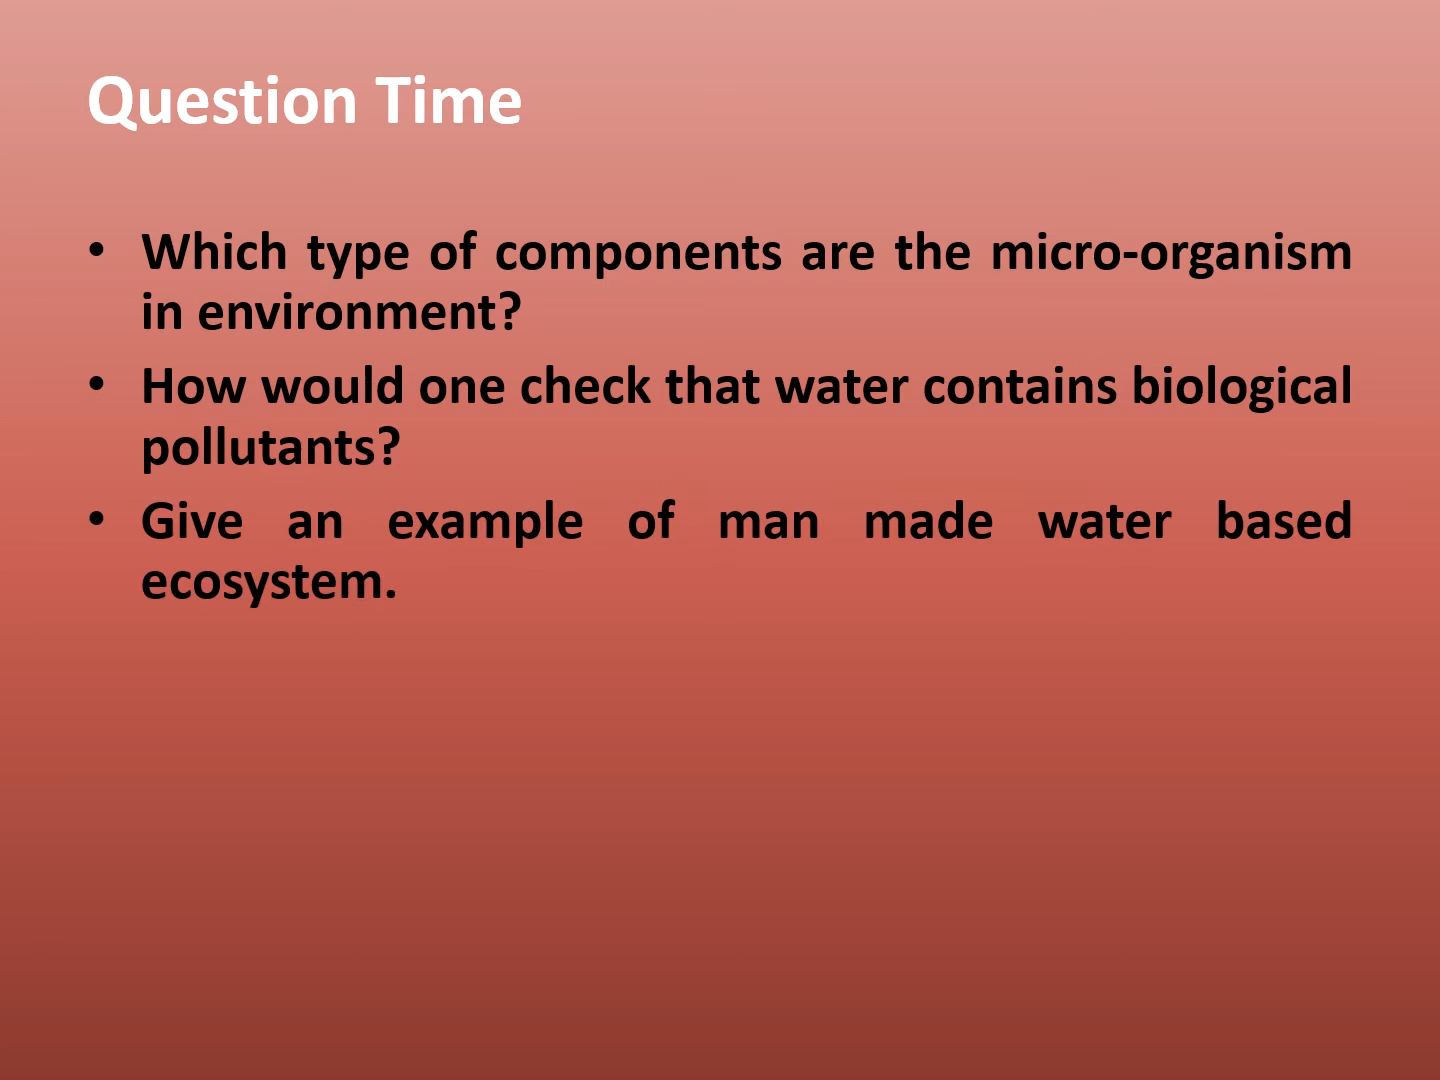 Question Time
• Which type of components are the micro-organism
in environment?
• How would one check that water contains biological
pollutants?
• Give an example of man made water based
ecosystem.